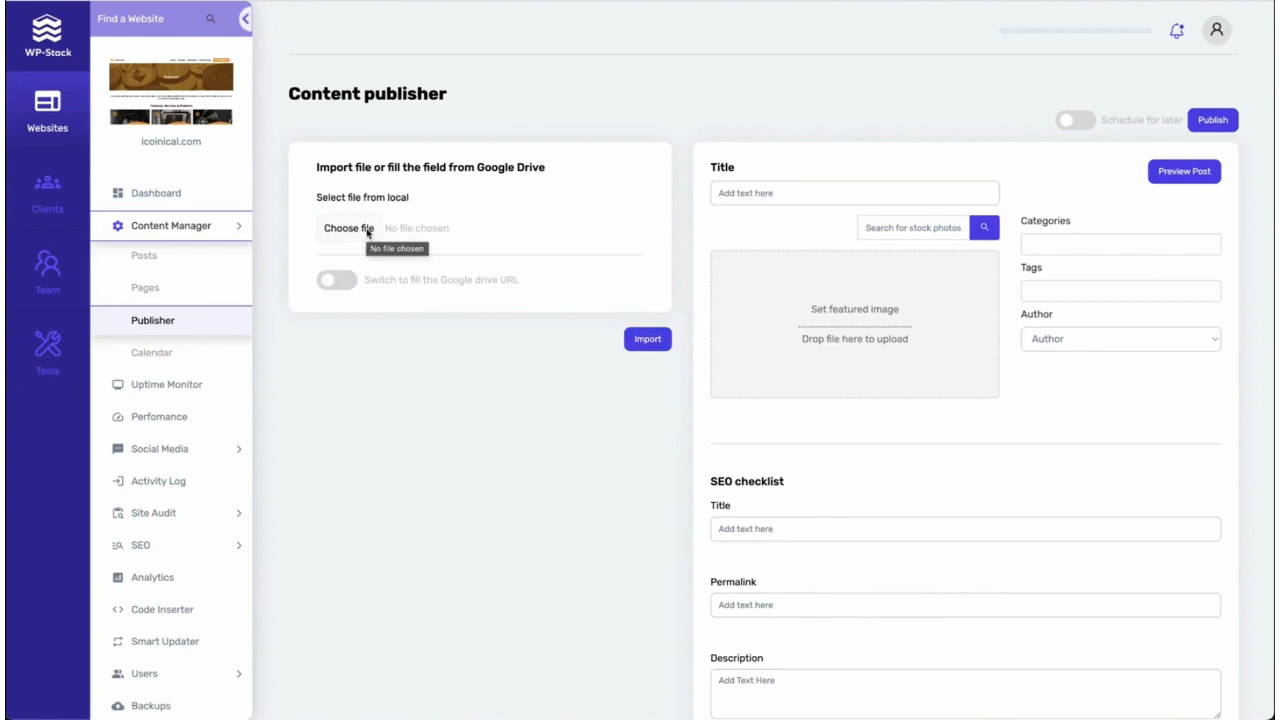 WP-Stack
Websites
Clients
Team
Tools
Find a Website
icoinical.com
Dashboard
Content Manager
Posts
Pages
Publisher
Calendar
Uptime Monitor
Perfomance
Social Media
Activity Log
Site Audit
SEO
Analytics
Code Inserter
Smart Updater
Users
Backups
Content publisher
Schedule for later
Publish
Import file or fill the field from Google Drive
Select file from local
Choose file No file chosen
No file chosen
Switch to fill the Google drive URL
Import
Title
Preview Post
Add text here
Search for stock photos
Set featured image
Drop file here to upload
Categories
Tags
Author
Author
SEO checklist
Title
Add text here
Permalink
Add text here
Description
Add Text Here